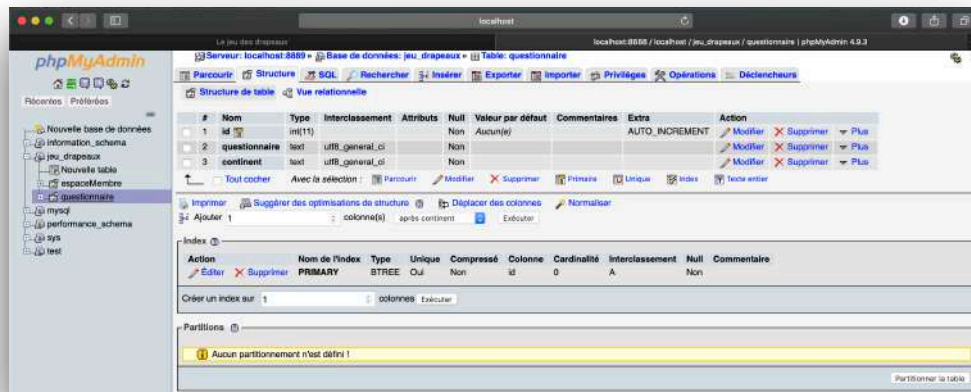 localhost
Le jeu des drapeaux
localhost:8888 / localhost / jeu_drapeaux / questionnaire | phpMyAdmin 4.9.3
phpMyAdmin
Récentes Préférées
Nouvelle base de données
information_schema
jeu_drapeaux
Nouvelle table
espaceMembre
questionnaire
mysql
performance_schema
sys
test
Serveur: localhost:8889 » Base de données: jeu_drapeaux » Table: questionnaire
Parcourir Structure SQL Rechercher Insérer Exporter Importer Privilèges Opérations Déclencheurs
Structure de table Vue relationnelle
# Nom Type Interclassement Attributs Null Valeur par défaut Commentaires Extra Action
1 id int(11) Non Aucun(e) AUTO_INCREMENT Modifier Supprimer Plus
2 questionnaire text utf8_general_ci Non Modifier Supprimer Plus
3 continent text utf8_general_ci Non Modifier Supprimer Plus
Tout cocher Avec la sélection : Parcourir Modifier Supprimer Primaire Unique Index Texte entier
Imprimer Suggérer des optimisations de structure Déplacer des colonnes Normaliser
Ajouter 1 colonne(s) après continent Exécuter
Index
Action Nom de l'index Type Unique Compressé Colonne Cardinalité Interclassement Null Commentaire
Éditer Supprimer PRIMARY BTREE Oui Non id 0 A Non
Créer un index sur 1 colonnes Exécuter
Partitions
Aucun partitionnement n'est défini !
Partitionner la table